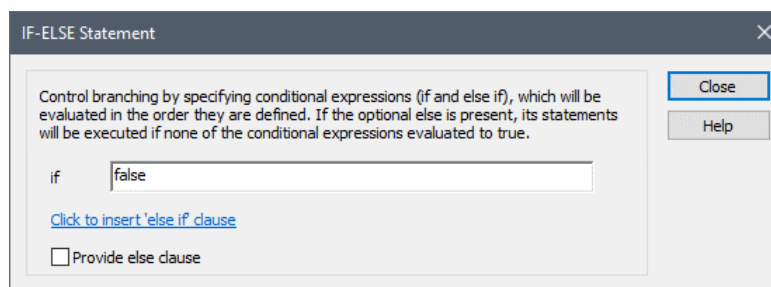 IF-ELSE Statement
Control branching by specifying conditional expressions (if and else if), which will be
evaluated in the order they are defined. If the optional else is present, its statements
will be executed if none of the conditional expressions evaluated to true.
Close
Help
if false
Click to insert 'else if' clause
Provide else clause